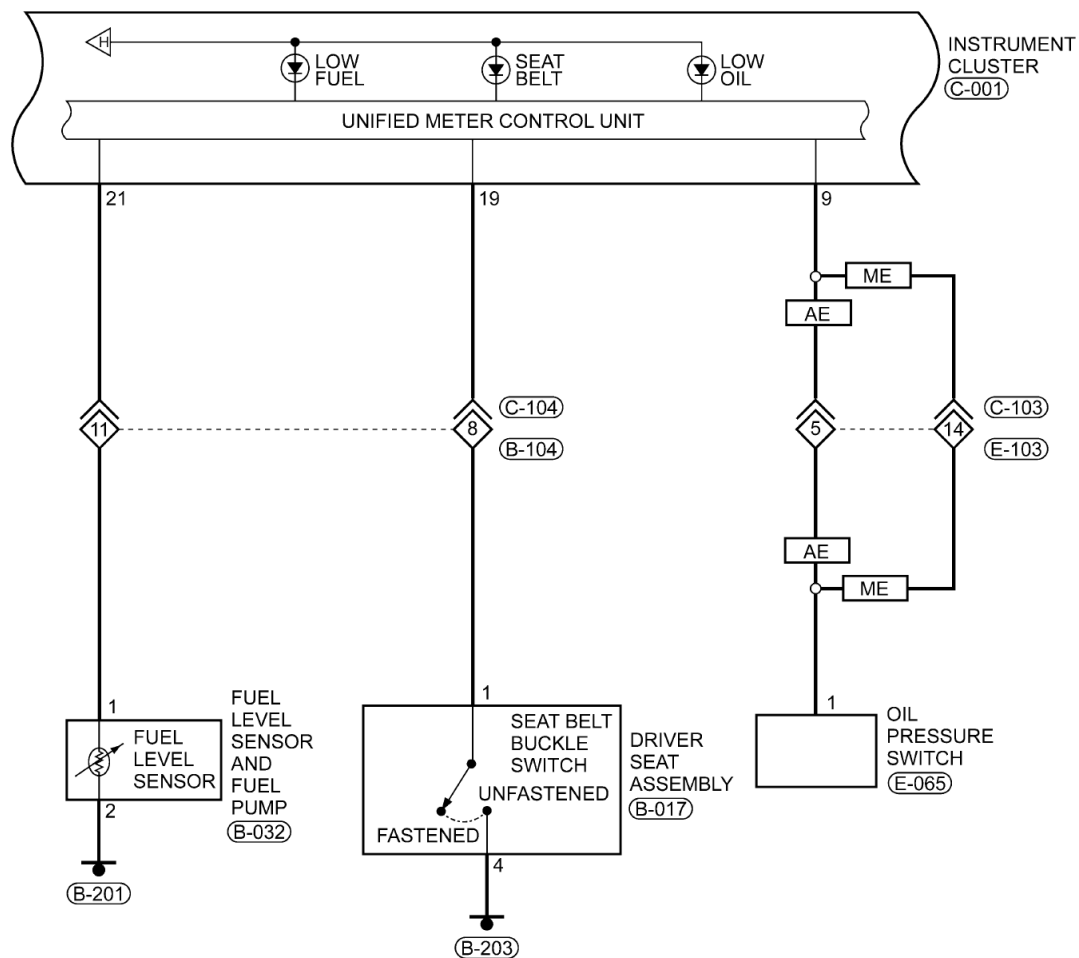 H
LOW
FUEL
SEAT
BELT
LOW
OIL
INSTRUMENT
CLUSTER
C-001
UNIFIED METER CONTROL UNIT
21
19
9
ME
AE
11
8
C-104
B-104
5
14
C-103
E-103
AE
ME
1
FUEL
LEVEL
SENSOR
2
FUEL
LEVEL
SENSOR
AND
FUEL
PUMP
B-032
B-201
1
SEAT BELT
BUCKLE
SWITCH
UNFASTENED
FASTENED
4
DRIVER
SEAT
ASSEMBLY
B-017
B-203
1
OIL
PRESSURE
SWITCH
E-065